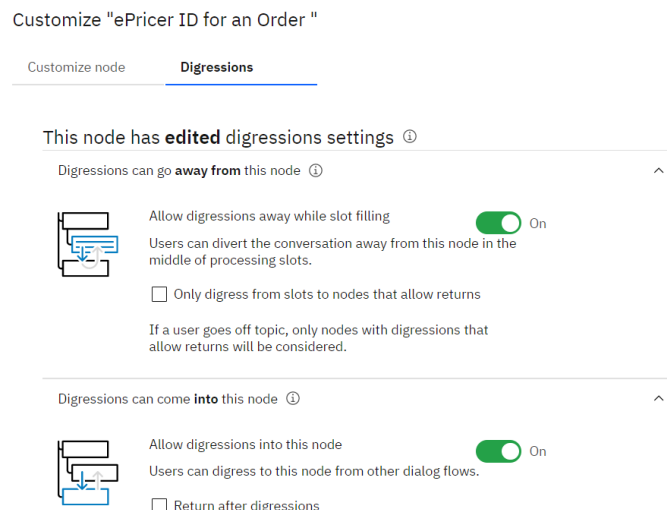 Customize "ePricer ID for an Order "
Customize node
Digressions
This node has edited digressions settings
Digressions can go away from this node
Allow digressions away while slot filling
On
Users can divert the conversation away from this node in the
middle of processing slots.
Only digress from slots to nodes that allow returns
If a user goes off topic, only nodes with digressions that
allow returns will be considered.
Digressions can come into this node
Allow digressions into this node
On
Users can digress to this node from other dialog flows.
Return after digressions